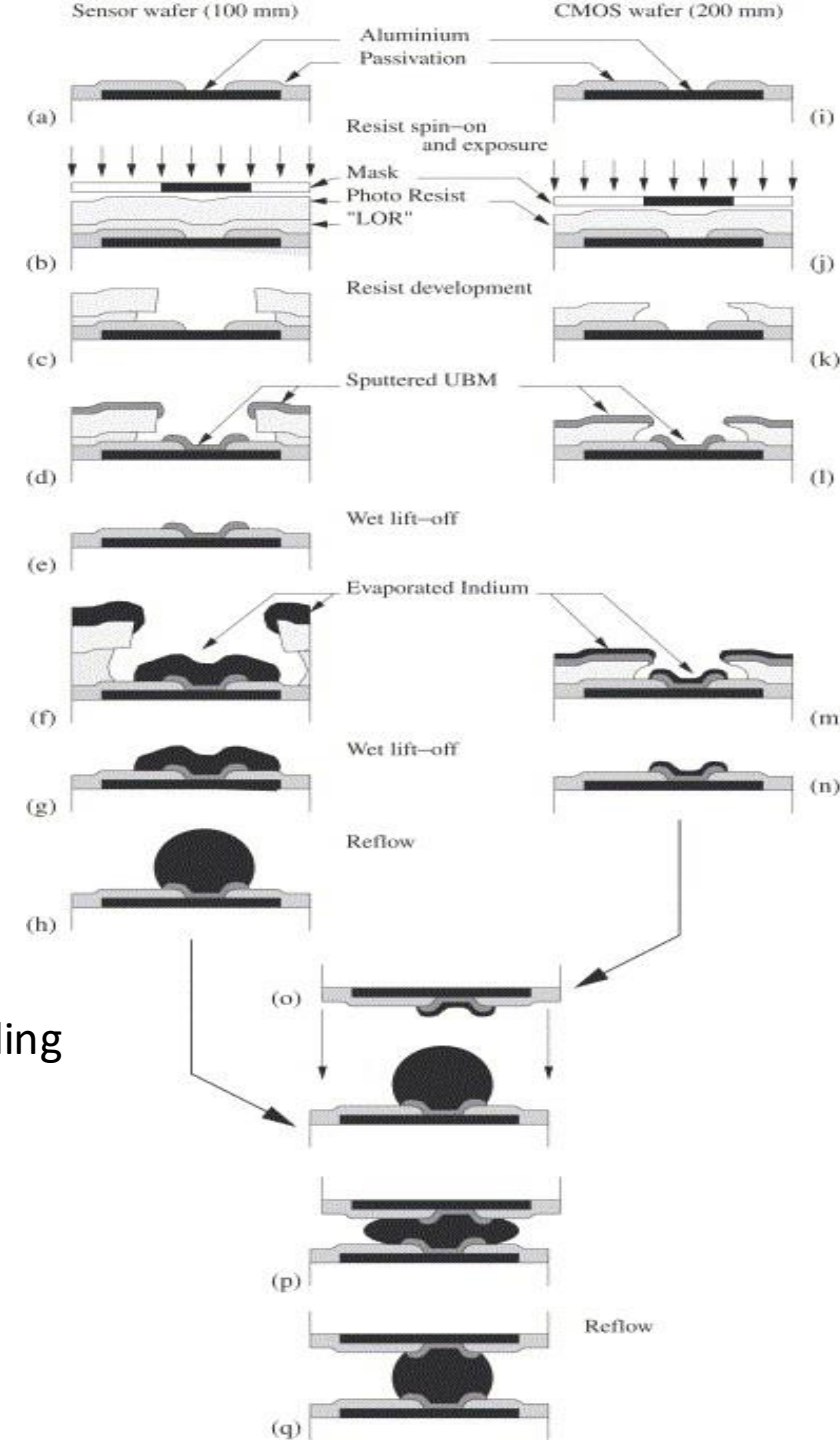 Sensor wafer (100 mm)
CMOS wafer (200 mm)
Aluminium
Passivation
(a)
(i)
Resist spin-on
and exposure
Mask
Photo Resist
"LOR"
(b)
(j)
Resist development
(c)
(k)
Sputtered UBM
(d)
(l)
Wet lift-off
(e)
Evaporated Indium
(f)
(m
Wet lift-off
(g)
(n)
Reflow
(h)
(o)
ling
(p)
Reflow
(q)